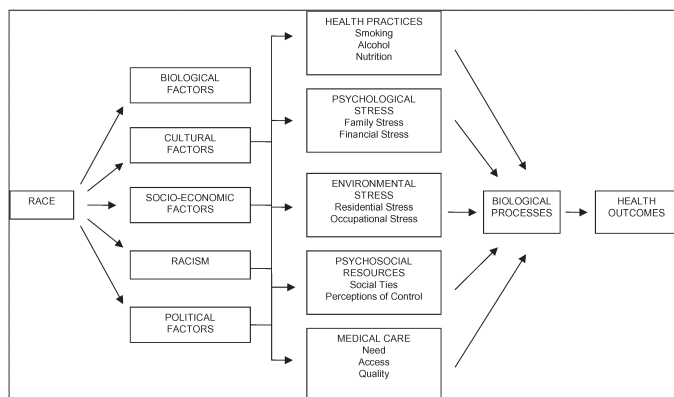 RACE
BIOLOGICAL
FACTORS
CULTURAL
FACTORS
SOCIO-ECONOMIC
FACTORS
RACISM
POLITICAL
FACTORS
HEALTH PRACTICES
Smoking
Alcohol
Nutrition
PSYCHOLOGICAL
STRESS
Family Stress
Financial Stress
ENVIRONMENTAL
STRESS
Residential Stress
Occupational Stress
PSYCHOSOCIAL
RESOURCES
Social Ties
Perceptions of Control
MEDICAL CARE
Need
Access
Quality
BIOLOGICAL
PROCESSES
HEALTH
OUTCOMES